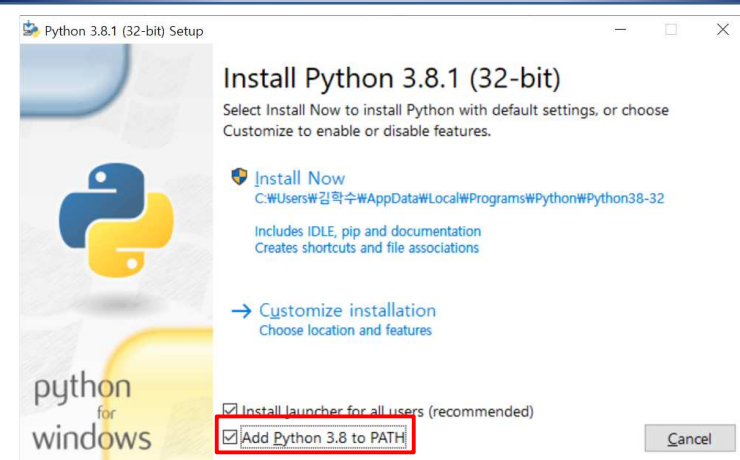 Python 3.8.1 (32-bit) Setup
Install Python 3.8.1 (32-bit)
Select Install Now to install Python with default settings, or choose
Customize to enable or disable features.
Install Now
C:₩Users₩김학수₩AppData₩Local₩Programs₩Python₩Python38-32
Includes IDLE, pip and documentation
Creates shortcuts and file associations
→ Customize installation
Choose location and features
python
for
windows
Install launcher for all users (recommended)
Add Python 3.8 to PATH
Cancel